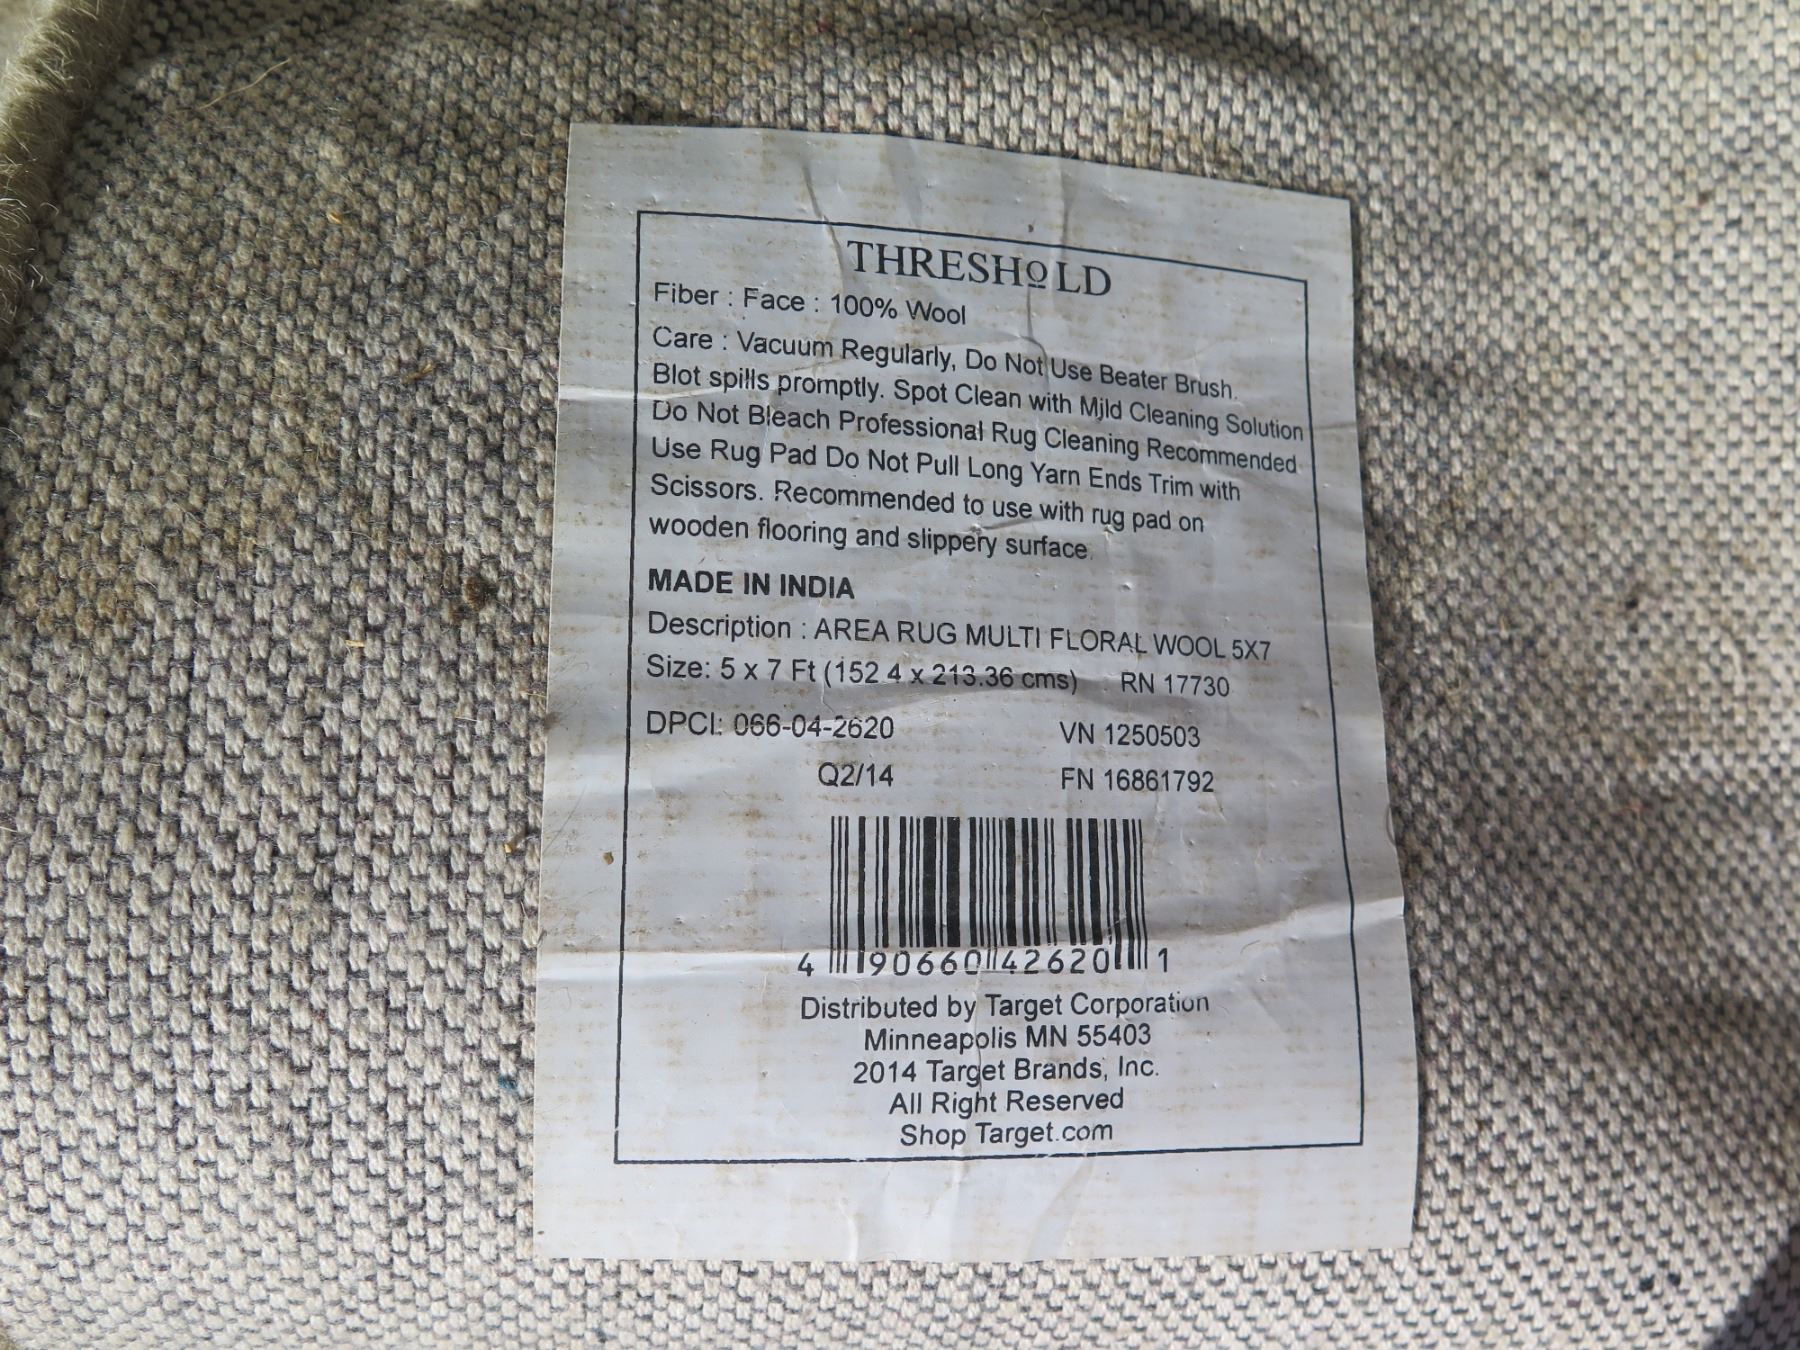 THRESHOLD
Fiber : Face : 100% Wool
Care : Vacuum Regularly, Do Not Use Beater Brush.
Blot spills promptly. Spot Clean with Mild Cleaning Solution
Do Not Bleach Professional Rug Cleaning Recommended
Use Rug Pad Do Not Pull Long Yarn Ends Trim with
Scissors. Recommended to use with rug pad on
wooden flooring and slippery surface.
MADE IN INDIA
Description : AREA RUG MULTI FLORAL WOOL 5X7
Size: 5 x 7 Ft (152.4 x 213.36 cms) RN 17730
DPCI: 066-04-2620 VN 1250503
Q2/14 FN 16861792
4 90660 42620 1
Distributed by Target Corporation
Minneapolis MN 55403
2014 Target Brands, Inc.
All Right Reserved
Shop Target.com